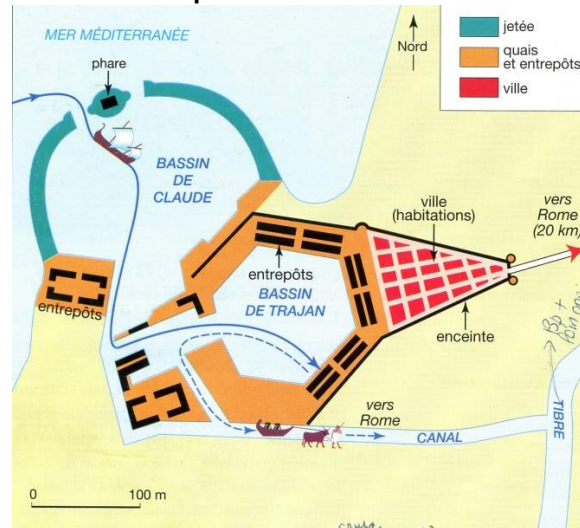 MER MÉDITERRANÉE
phare
Nord
jetée
quais
et entrepôts
ville
BASSIN
DE
CLAUDE
ville
(habitations)
vers
Rome
(20 km)
entrepôts
BASSIN
DE TRAJAN
entrepôts
enceinte
vers
Rome
CANAL
TIBRE
0
100 m